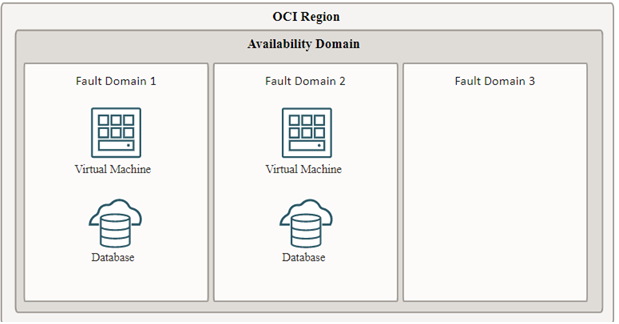 OCI Region
Availability Domain
Fault Domain 1
Fault Domain 2
Fault Domain 3
Virtual Machine
Virtual Machine
Database
Database